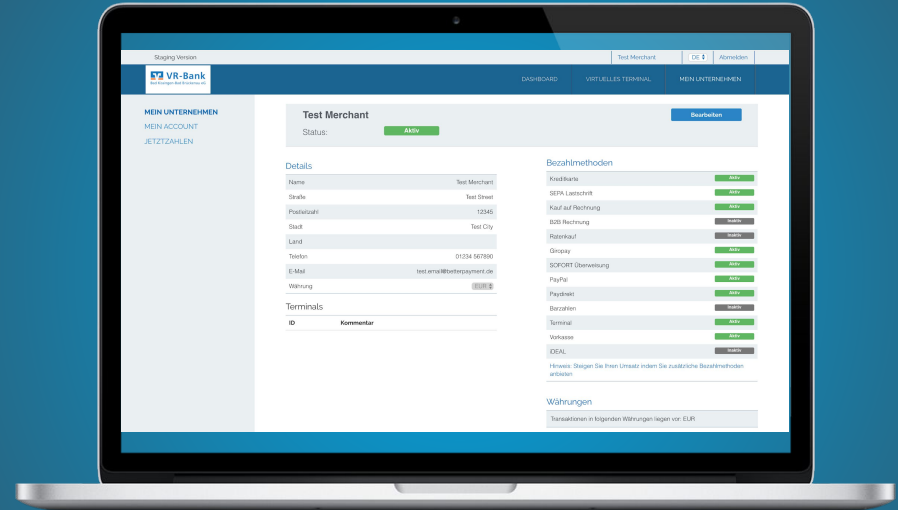 Staging Version
Test Merchant
DE
Abmelden
VR-Bank
DASHBOARD
VIRTUELLES TERMINAL
MEIN UNTERNEHMEN
MEIN UNTERNEHMEN
MEIN ACCOUNT
JETZTZAHLEN
Test Merchant
Bearbeiten
Status: Aktiv
Details
Name Test Merchant
Straße Test Street
Postleitzahl 12345
Stadt Test City
Land
Telefon 01234 567890
E-Mail test.email@betterpayment.de
Währung EUR
Terminals
ID Kommentar
Bezahlmethoden
Kreditkarte Aktiv
SEPA Lastschrift Aktiv
Kauf auf Rechnung Aktiv
B2B Rechnung Inaktiv
Ratenkauf Inaktiv
Giropay Aktiv
SOFORT Überweisung Aktiv
PayPal Aktiv
Paydirekt Aktiv
Barzahlen Inaktiv
Terminal Aktiv
Vorkasse Aktiv
IDEAL Inaktiv
Hinweis: Steigen Sie Ihren Umsatz indem Sie zusätzliche Bezahlmethoden
anbieten
Währungen
Transaktionen in folgenden Währungen liegen vor: EUR